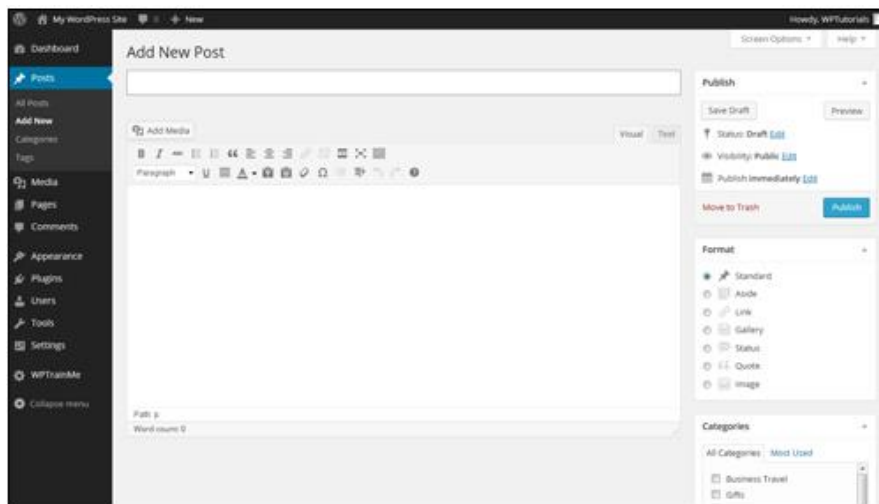 My WordPress Site
New
Howdy, WPTutorials
Screen Options
Help
Dashboard
Posts
All Posts
Add New
Categories
Tags
Media
Pages
Comments
Appearance
Plugins
Users
Tools
Settings
WPTrainMe
Collapse menu
Add New Post
Add Media
Visual
Text
Paragraph
Path: p
Word count: 0
Publish
Save Draft
Preview
Status: Draft Edit
Visibility: Public Edit
Publish immediately Edit
Move to Trash
Publish
Format
Standard
Aside
Link
Gallery
Status
Quote
Image
Categories
All Categories
Most Used
Business Travel
Gifts